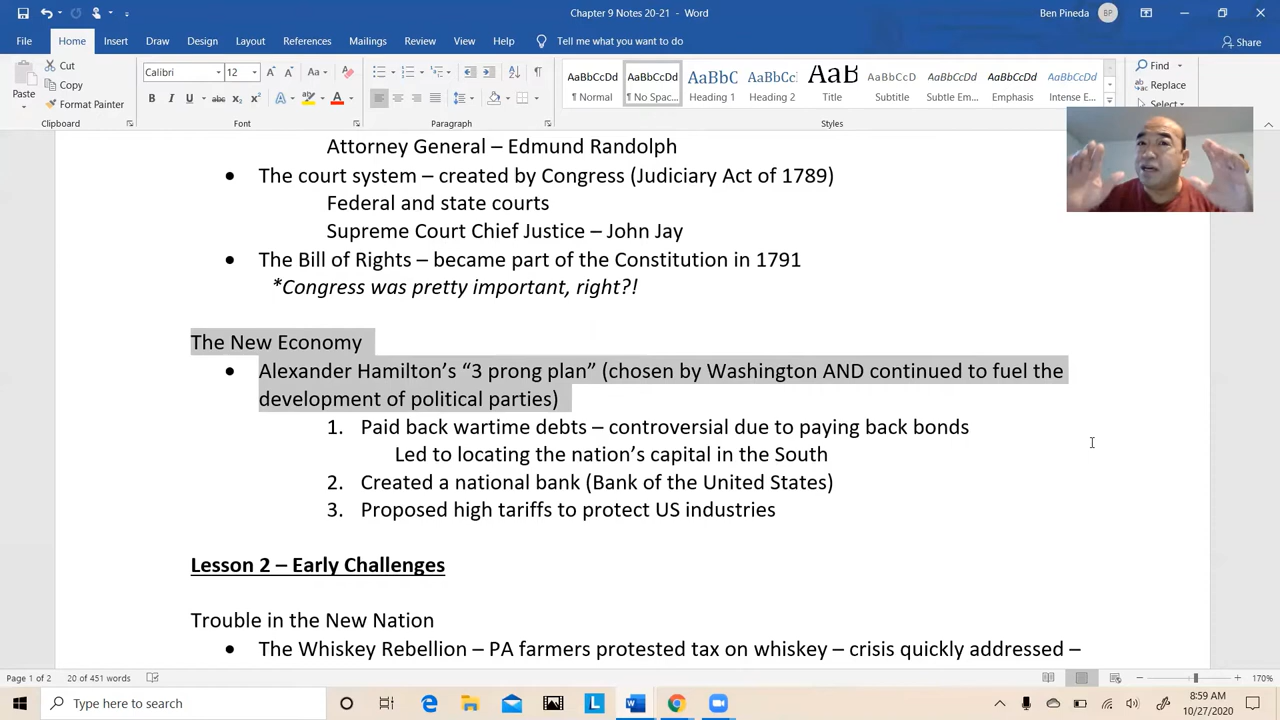 Chapter 9 Notes 20-21 - Word
Ben Pineda
BP
File Home Insert Draw Design Layout References Mailings Review View Help Tell me what you want to do
Share
Paste
Cut
Copy
Format Painter
Clipboard
Calibri 12
Font
Paragraph
AaBbCcDd AaBbCcDd AaBbC AaBbCc AaB AaBbCcD AaBbCcDd AaBbCcDd AaBbCcDd
¶ Normal ¶ No Spac... Heading 1 Heading 2 Title Subtitle Subtle Em... Emphasis Intense E...
Styles
Find
Replace
Select
Attorney General – Edmund Randolph
• The court system – created by Congress (Judiciary Act of 1789)
Federal and state courts
Supreme Court Chief Justice – John Jay
• The Bill of Rights – became part of the Constitution in 1791
*Congress was pretty important, right?!
The New Economy
• Alexander Hamilton’s “3 prong plan” (chosen by Washington AND continued to fuel the
development of political parties)
1. Paid back wartime debts – controversial due to paying back bonds
Led to locating the nation’s capital in the South
2. Created a national bank (Bank of the United States)
3. Proposed high tariffs to protect US industries
Lesson 2 – Early Challenges
Trouble in the New Nation
• The Whiskey Rebellion – PA farmers protested tax on whiskey – crisis quickly addressed –
Page 1 of 2 20 of 451 words
170%
Type here to search
8:59 AM
10/27/2020